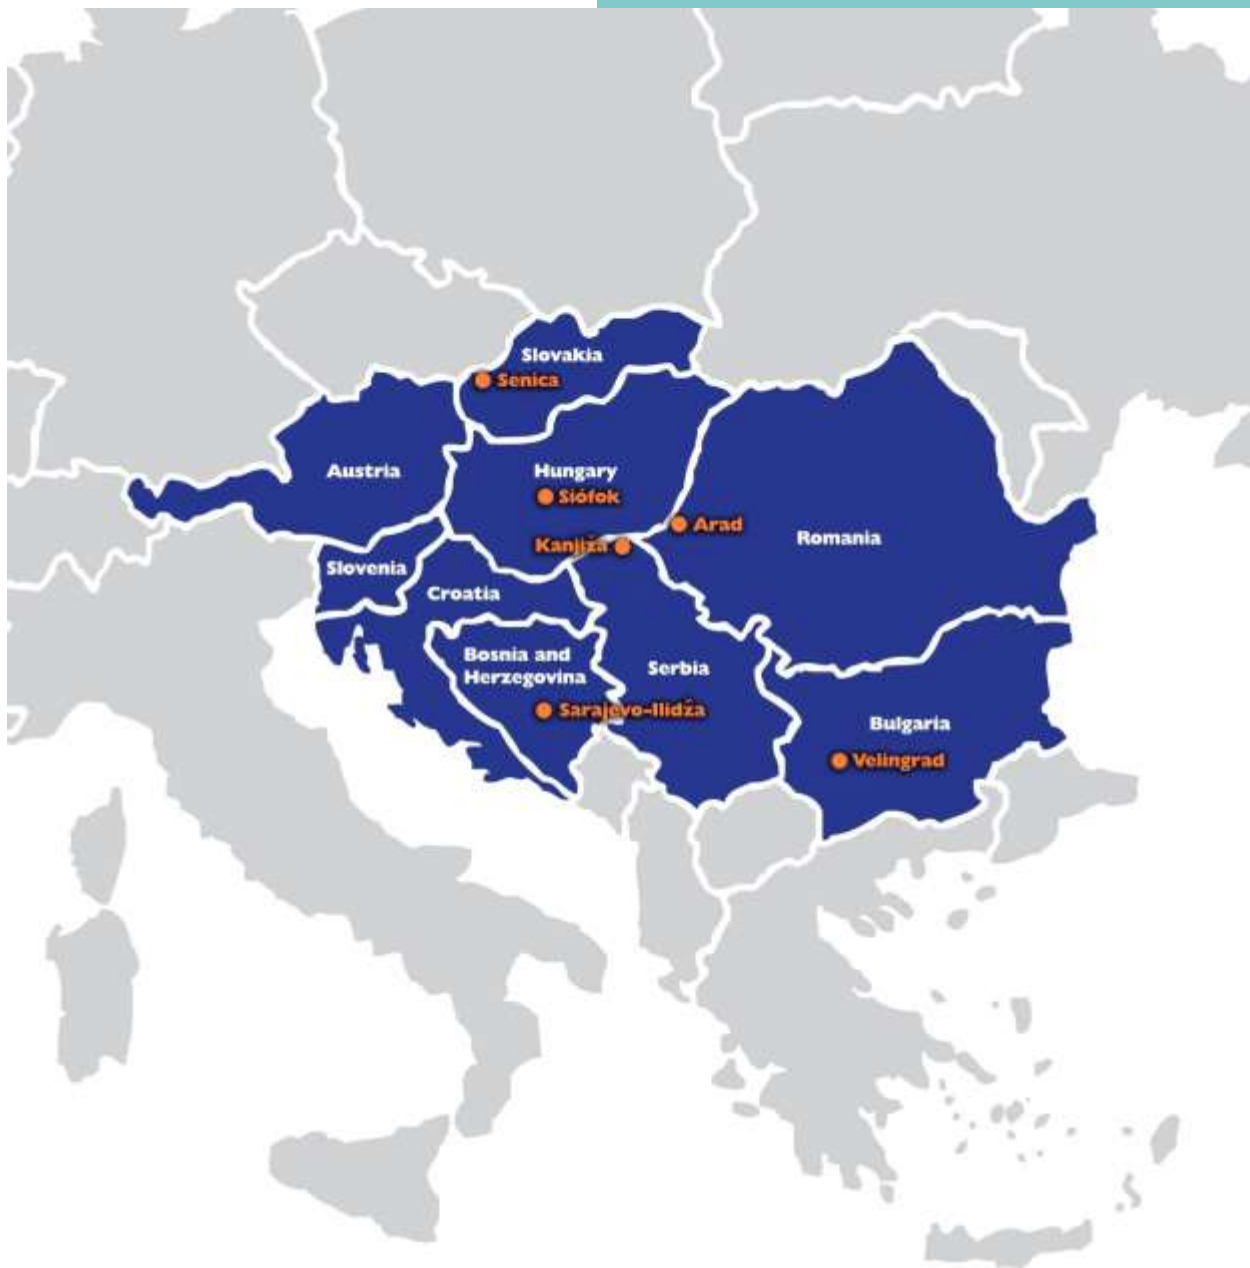 Slovakia
Senica
Austria
Hungary
Siófok
Arad
Kanjiža
Romania
Slovenia
Croatia
Bosnia and
Herzegovina
Serbia
Sarajevo-Ilidža
Bulgaria
Velingrad